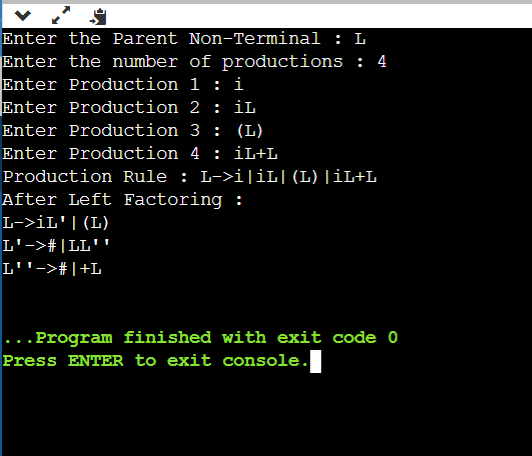 Enter the Parent Non-Terminal : L
Enter the number of productions : 4
Enter Production 1 : i
Enter Production 2 : iL
Enter Production 3 : (L)
Enter Production 4 : iL+L
Production Rule : L->i|iL|(L)|iL+L
After Left Factoring :
L->iL'|(L)
L'->#|LL''
L''->#|+L
...Program finished with exit code 0
Press ENTER to exit console.